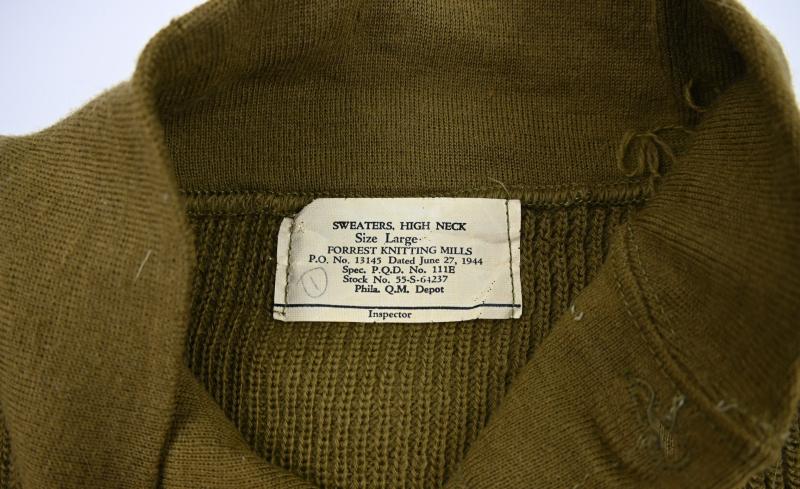 SWEATERS, HIGH NECK
Size Large
FORREST KNITTING MILLS
P.O. No. 13145 Dated June 27, 1944
Spec. P.Q.D. No. 111E
Stock No. 55-S-64237
Phila. Q.M. Depot
1
Inspector